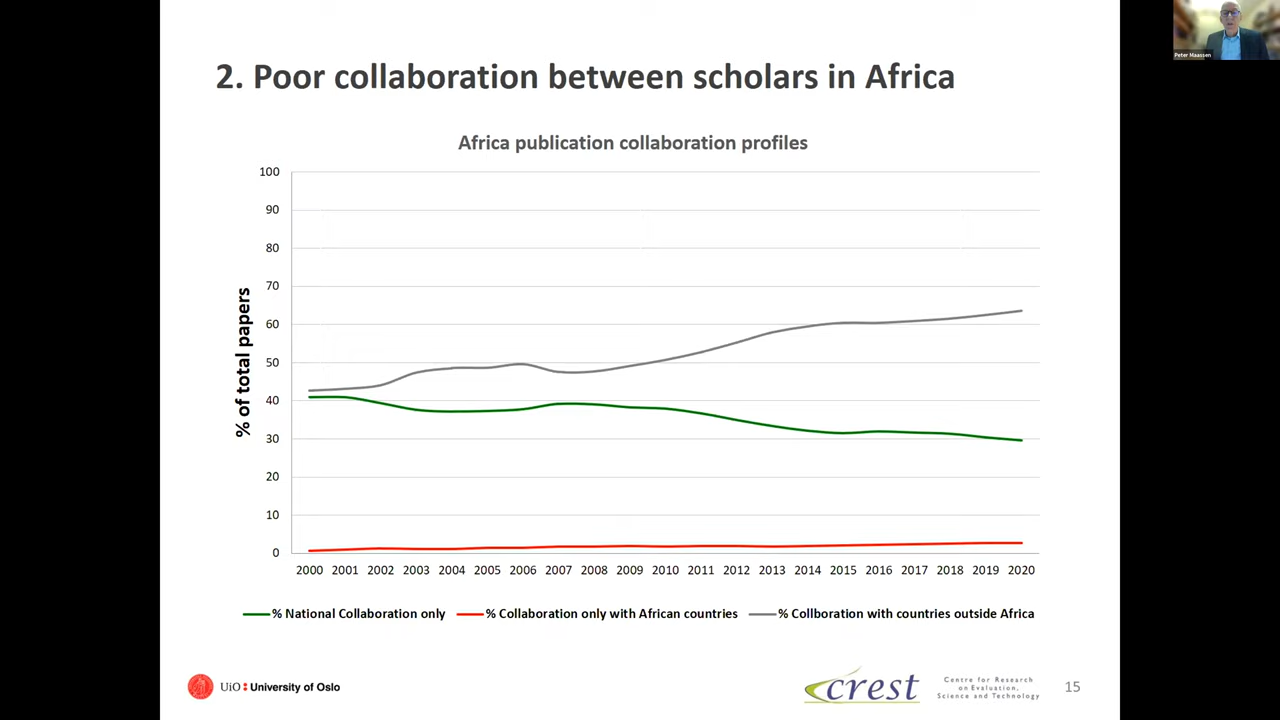 Peter Maassen
2. Poor collaboration between scholars in Africa
Africa publication collaboration profiles
100
90
80
70
60
50
40
30
20
10
0
% of total papers
2000 2001 2002 2003 2004 2005 2006 2007 2008 2009 2010 2011 2012 2013 2014 2015 2016 2017 2018 2019 2020
% National Collaboration only % Collaboration only with African countries % Collboration with countries outside Africa
UiO University of Oslo
crest
Centre for Research
on Evaluation,
Science and Technology
15